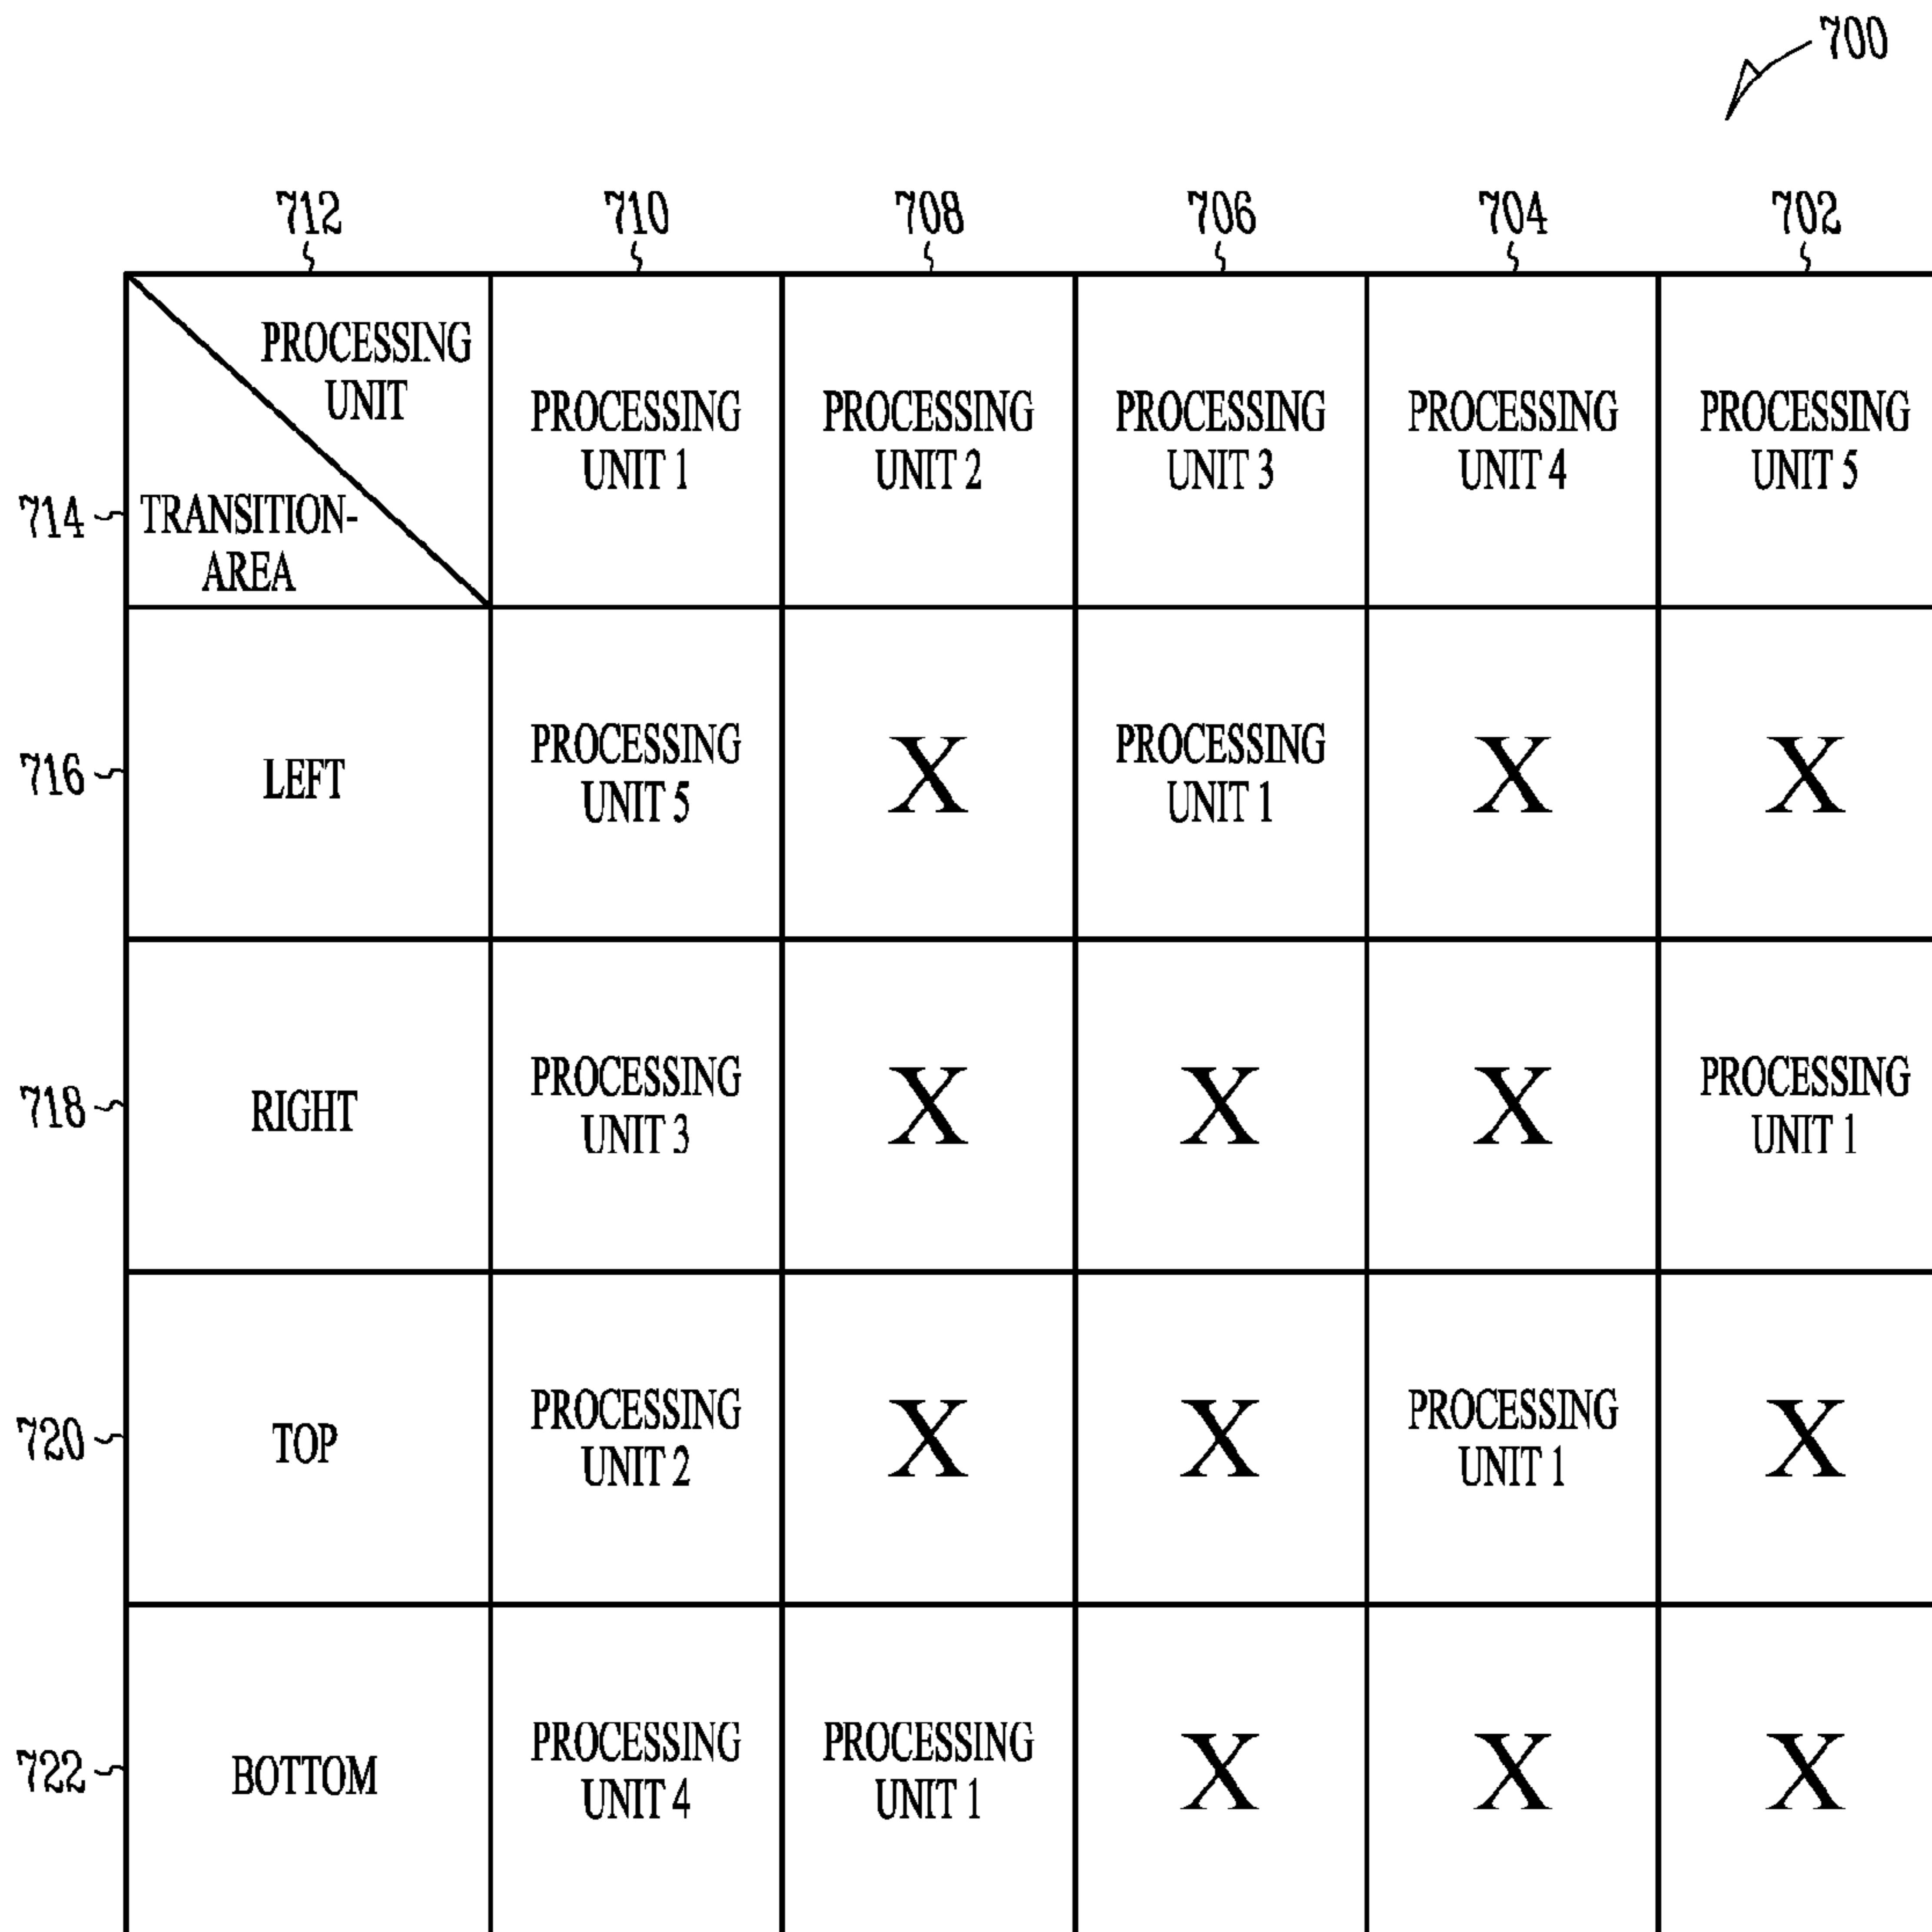 700
712 710 708 706 704 702
PROCESSING
UNIT
PROCESSING
UNIT 1
PROCESSING
UNIT 2
PROCESSING
UNIT 3
PROCESSING
UNIT 4
PROCESSING
UNIT 5
714
TRANSITION-
AREA
716
LEFT
PROCESSING
UNIT 5
X
PROCESSING
UNIT 1
X
X
718
RIGHT
PROCESSING
UNIT 3
X
X
X
PROCESSING
UNIT 1
720
TOP
PROCESSING
UNIT 2
X
X
PROCESSING
UNIT 1
X
722
BOTTOM
PROCESSING
UNIT 4
PROCESSING
UNIT 1
X
X
X